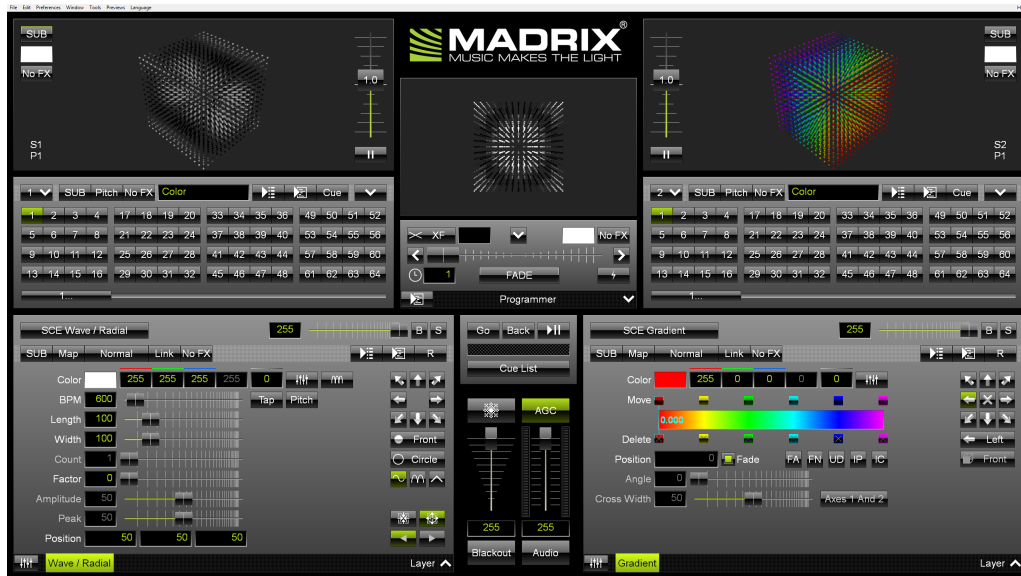 File Edit Preferences Window Tools Previews Language
SUB
No FX
1.0
S1
P1
MADRIX®
MUSIC MAKES THE LIGHT
1.0
SUB
No FX
S2
P1
1 SUB Pitch No FX Color Cue
1 2 3 4 17 18 19 20 33 34 35 36 49 50 51 52
5 6 7 8 21 22 23 24 37 38 39 40 53 54 55 56
9 10 11 12 25 26 27 28 41 42 43 44 57 58 59 60
13 14 15 16 29 30 31 32 45 46 47 48 61 62 63 64
1...
XF No FX
1 FADE
Programmer
2 SUB Pitch No FX Color Cue
1 2 3 4 17 18 19 20 33 34 35 36 49 50 51 52
5 6 7 8 21 22 23 24 37 38 39 40 53 54 55 56
9 10 11 12 25 26 27 28 41 42 43 44 57 58 59 60
13 14 15 16 29 30 31 32 45 46 47 48 61 62 63 64
1...
SCE Wave / Radial 255 B S
SUB Map Normal Link No FX R
Color 255 255 255 255 0
BPM 600 Tap Pitch
Length 100
Width 100 Front
Count 1 Circle
Factor 0
Amplitude 50
Peak 50
Position 50 50 50
Wave / Radial Layer
Go Back
Cue List
AGC
255 255
Blackout Audio
SCE Gradient 255 B S
SUB Map Normal Link No FX R
Color 255 0 0 0 0
Move
0.000
Delete Left
Position 0 Fade FA FN UD IP IC Front
Angle 0
Cross Width 50 Axes 1 And 2
Gradient Layer